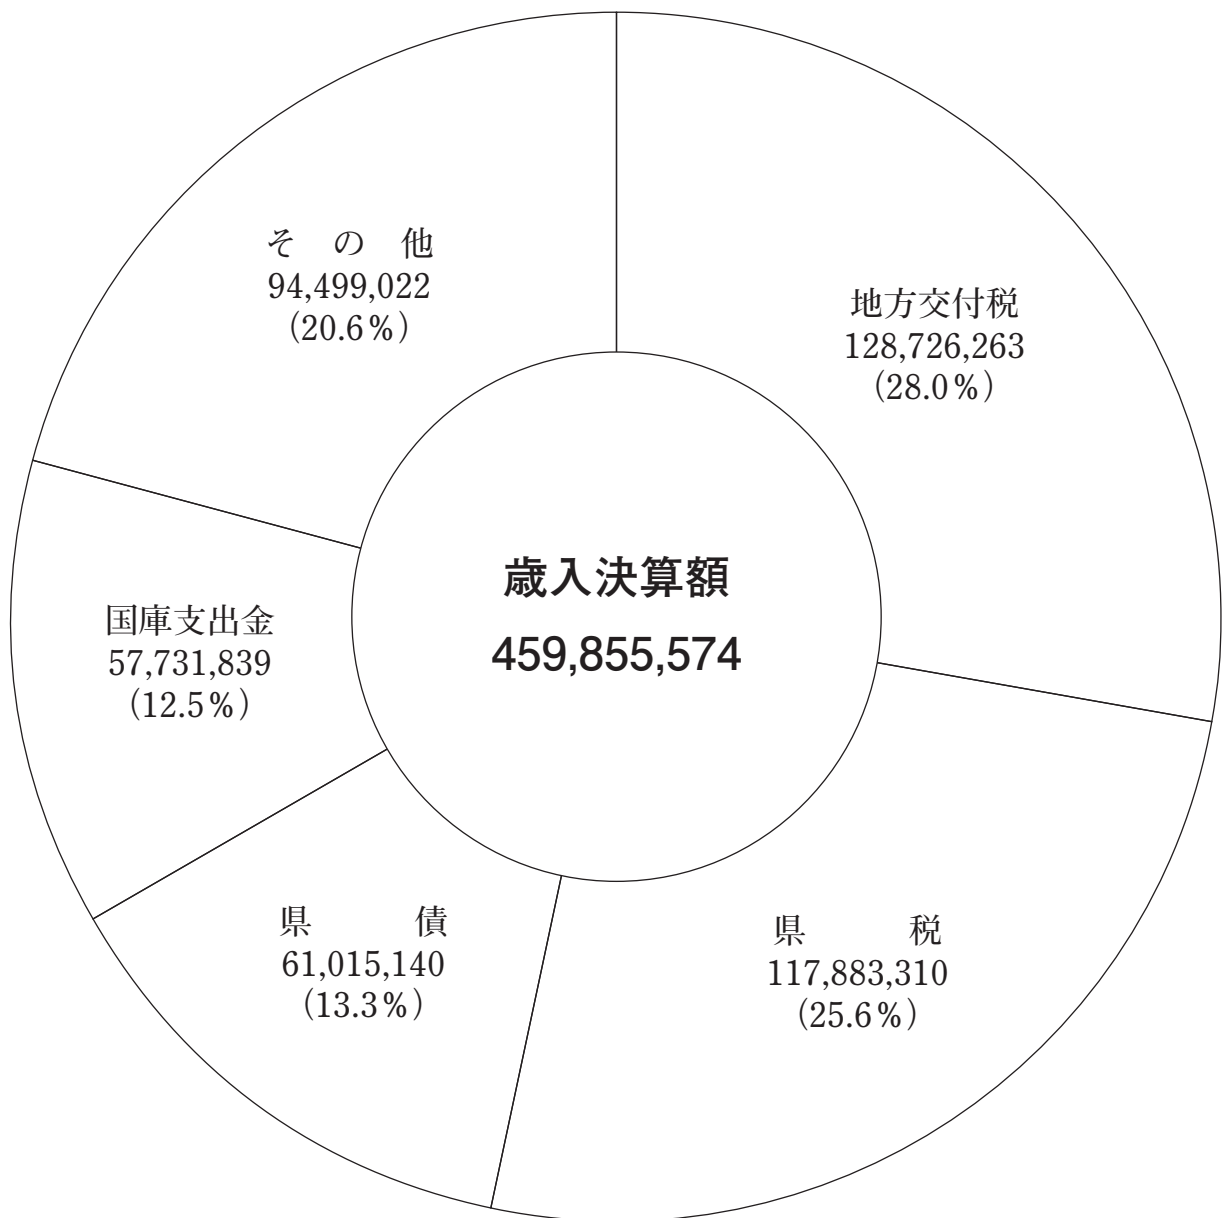 歳入決算額
459,855,574
地方交付税
128,726,263
(28.0%)
県税
117,883,310
(25.6%)
県債
61,015,140
(13.3%)
国庫支出金
57,731,839
(12.5%)
その他
94,499,022
(20.6%)